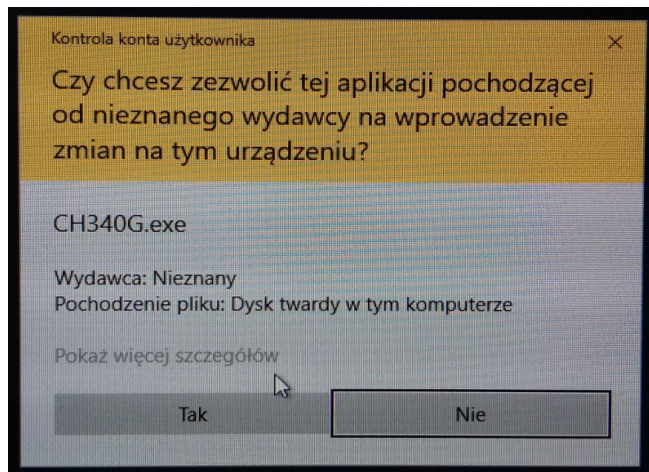 Kontrola konta użytkownika
Czy chcesz zezwolić tej aplikacji pochodzącej
od nieznanego wydawcy na wprowadzenie
zmian na tym urządzeniu?
CH340G.exe
Wydawca: Nieznany
Pochodzenie pliku: Dysk twardy w tym komputerze
Pokaż więcej szczegółów
Tak
Nie